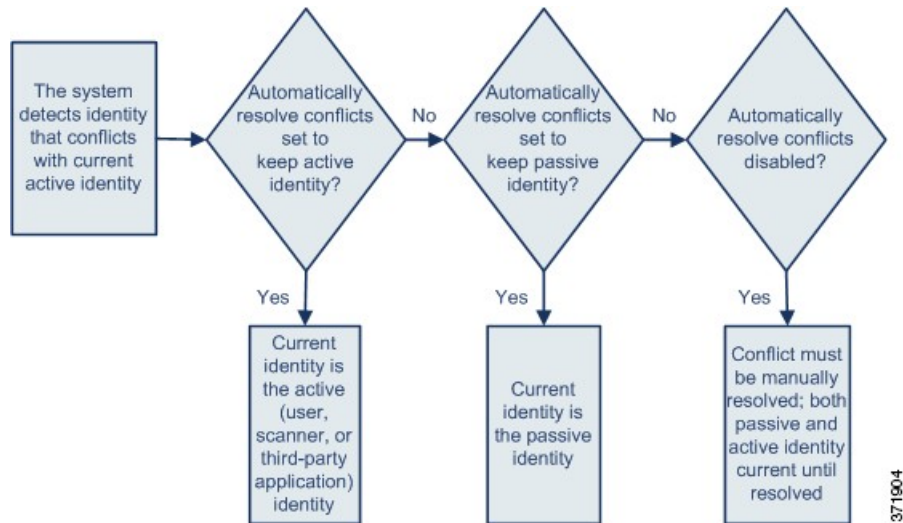 The system
detects identity
that conflicts
with current
active identity
Automatically
resolve conflicts
set to
keep active
identity?
No
Automatically
resolve conflicts
set to
keep passive
identity?
No
Automatically
resolve conflicts
disabled?
Yes
Yes
Yes
Current
identity is
the active
(user,
scanner, or
third-party
application)
identity
Current
identity is
the passive
identity
Conflict must
be manually
resolved; both
passive and
active identity
current until
resolved
371904